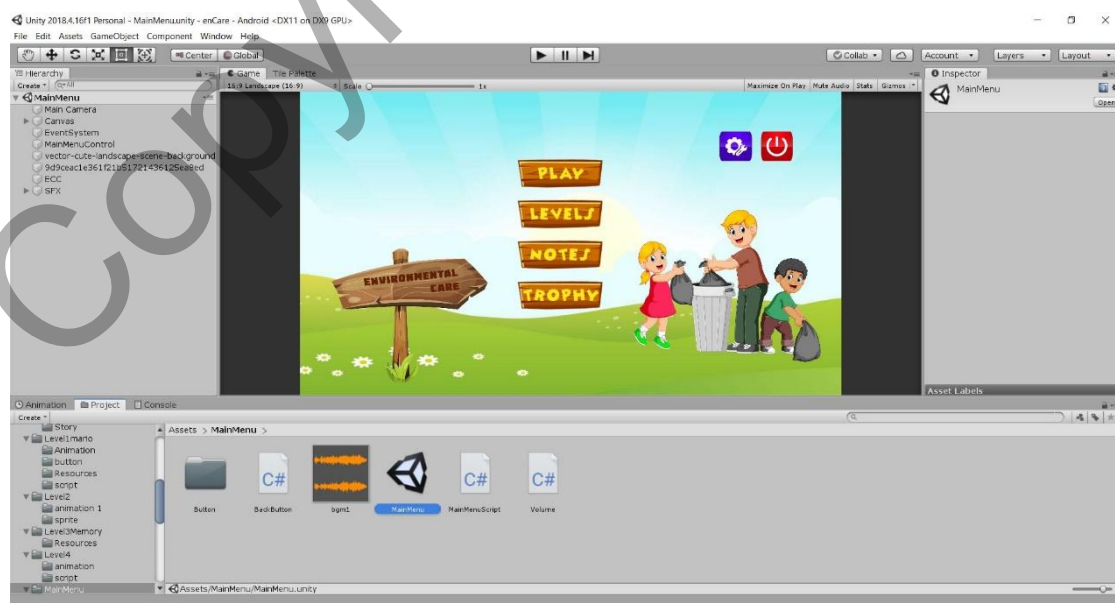 Unity 2018.4.16f1 Personal - MainMenu.unity - enCare - Android <DX11 on DX9 GPU>
File Edit Assets GameObject Component Window Help
Center Global Collab Account Layers Layout
Hierarchy Game Tile Palette Inspector
Create All 16:9 Landscape (16:9) Scale 1x Maximize On Play Mute Audio Stats Gizmos MainMenu
MainMenu Open
Main Camera
Canvas
EventSystem
MainMenuControl
vector-cute-landscape-scene-background
ECC
SFX
PLAY
LEVELS
NOTES
TROPHY
ENVIRONMENTAL
CARE
Asset Labels
Animation Project Console
Create
Story
Level1mario
Animation
button
Resources
script
Level2
animation 1
sprite
Level3Memory
Resources
Level4
animation
script
MainMenu
Assets > MainMenu >
C# C# C#
Button BackButton bgm1 MainMenu MainMenuScript Volume
Assets/MainMenu/MainMenu.unity
Copy